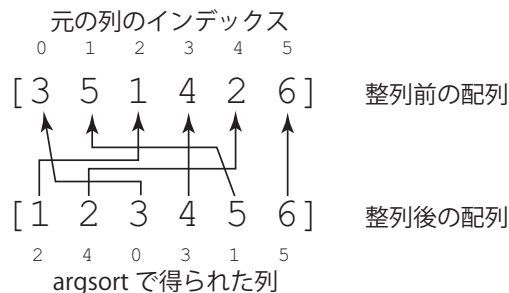 元の列のインデックス
0 1 2 3 4 5
[3 5 1 4 2 6] 整列前の配列
[1 2 3 4 5 6] 整列後の配列
2 4 0 3 1 5
argsort で得られた列